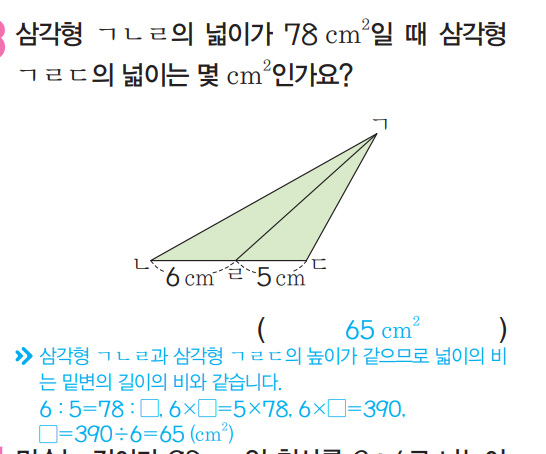 삼각형 ㄱㄴㄹ의 넓이가 78 cm²일 때 삼각형
ㄱㄹㄷ의 넓이는 몇 cm²인가요?
ㄱ
ㄴ 6 cm ㄹ 5 cm ㄷ
( 65 cm² )
≫ 삼각형 ㄱㄴㄹ과 삼각형 ㄱㄹㄷ의 높이가 같으므로 넓이의 비
는 밑변의 길이의 비와 같습니다.
6 : 5=78 : □, 6×□=5×78, 6×□=390,
□=390÷6=65 (cm²)